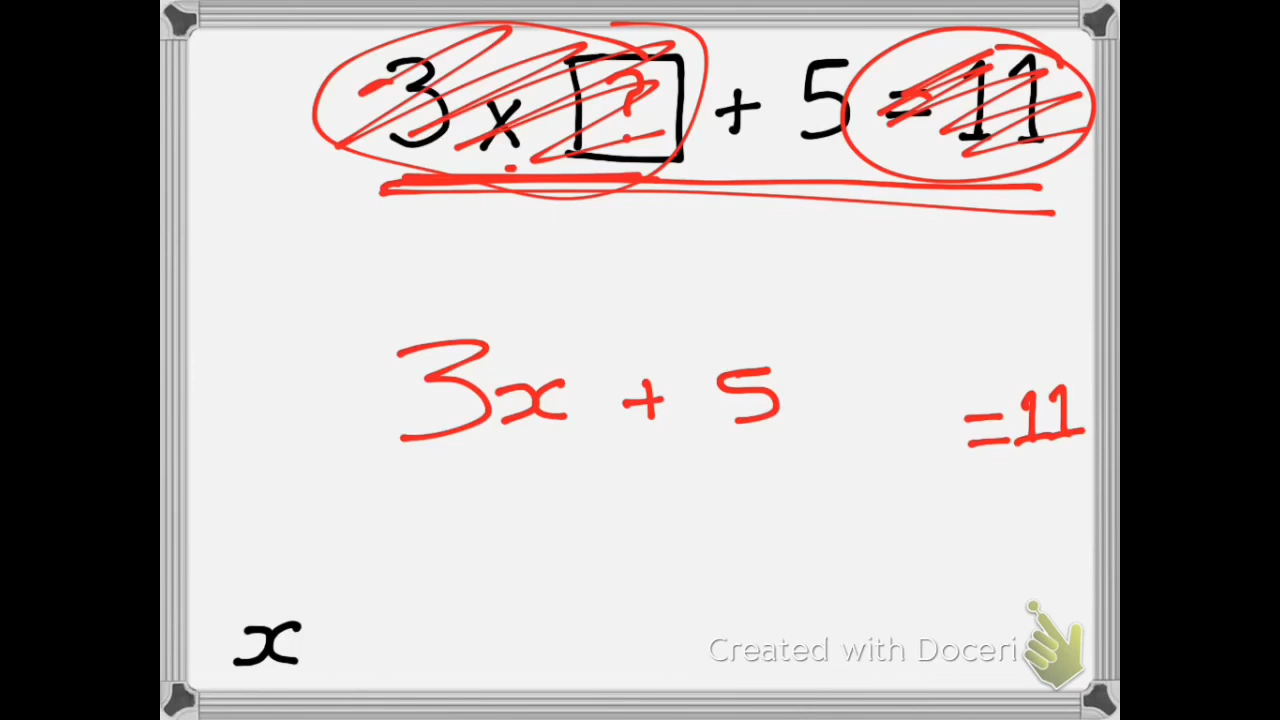 3 x ? + 5 = 11
3x + 5 = 11
x
Created with Doceri